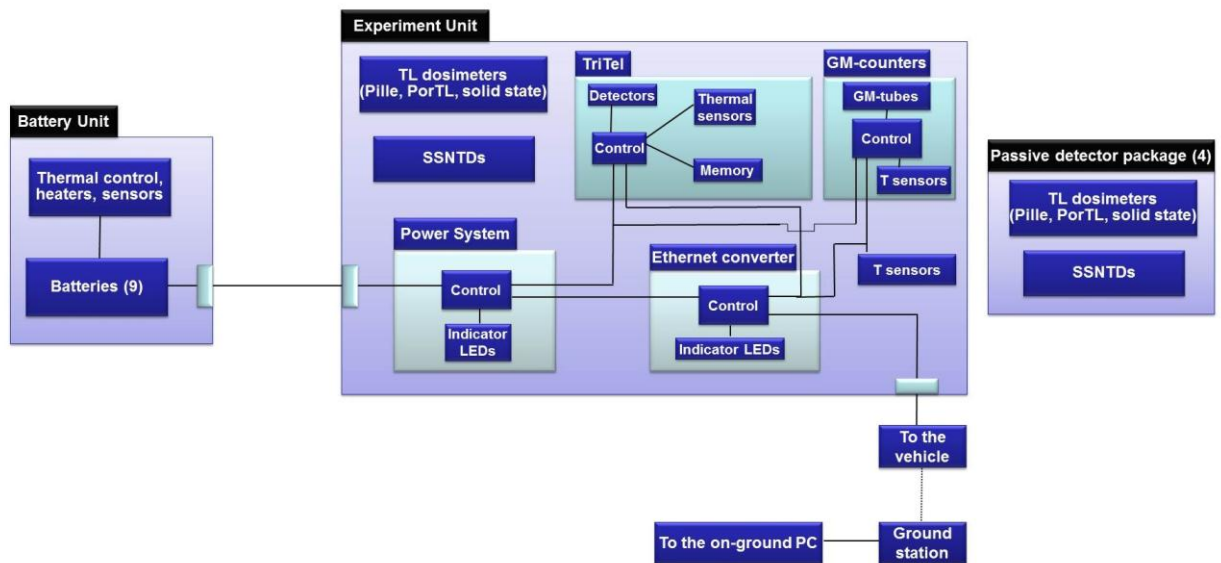 Experiment Unit
TL dosimeters
(Pille, PorTL, solid state)
SSNTDs
TriTel
Detectors
Thermal
sensors
Control
Memory
GM-counters
GM-tubes
Control
T sensors
Battery Unit
Thermal control,
heaters, sensors
Batteries (9)
Power System
Control
Indicator
LEDs
Ethernet converter
Control
Indicator LEDs
T sensors
Passive detector package (4)
TL dosimeters
(Pille, PorTL, solid state)
SSNTDs
To the
vehicle
To the on-ground PC
Ground
station